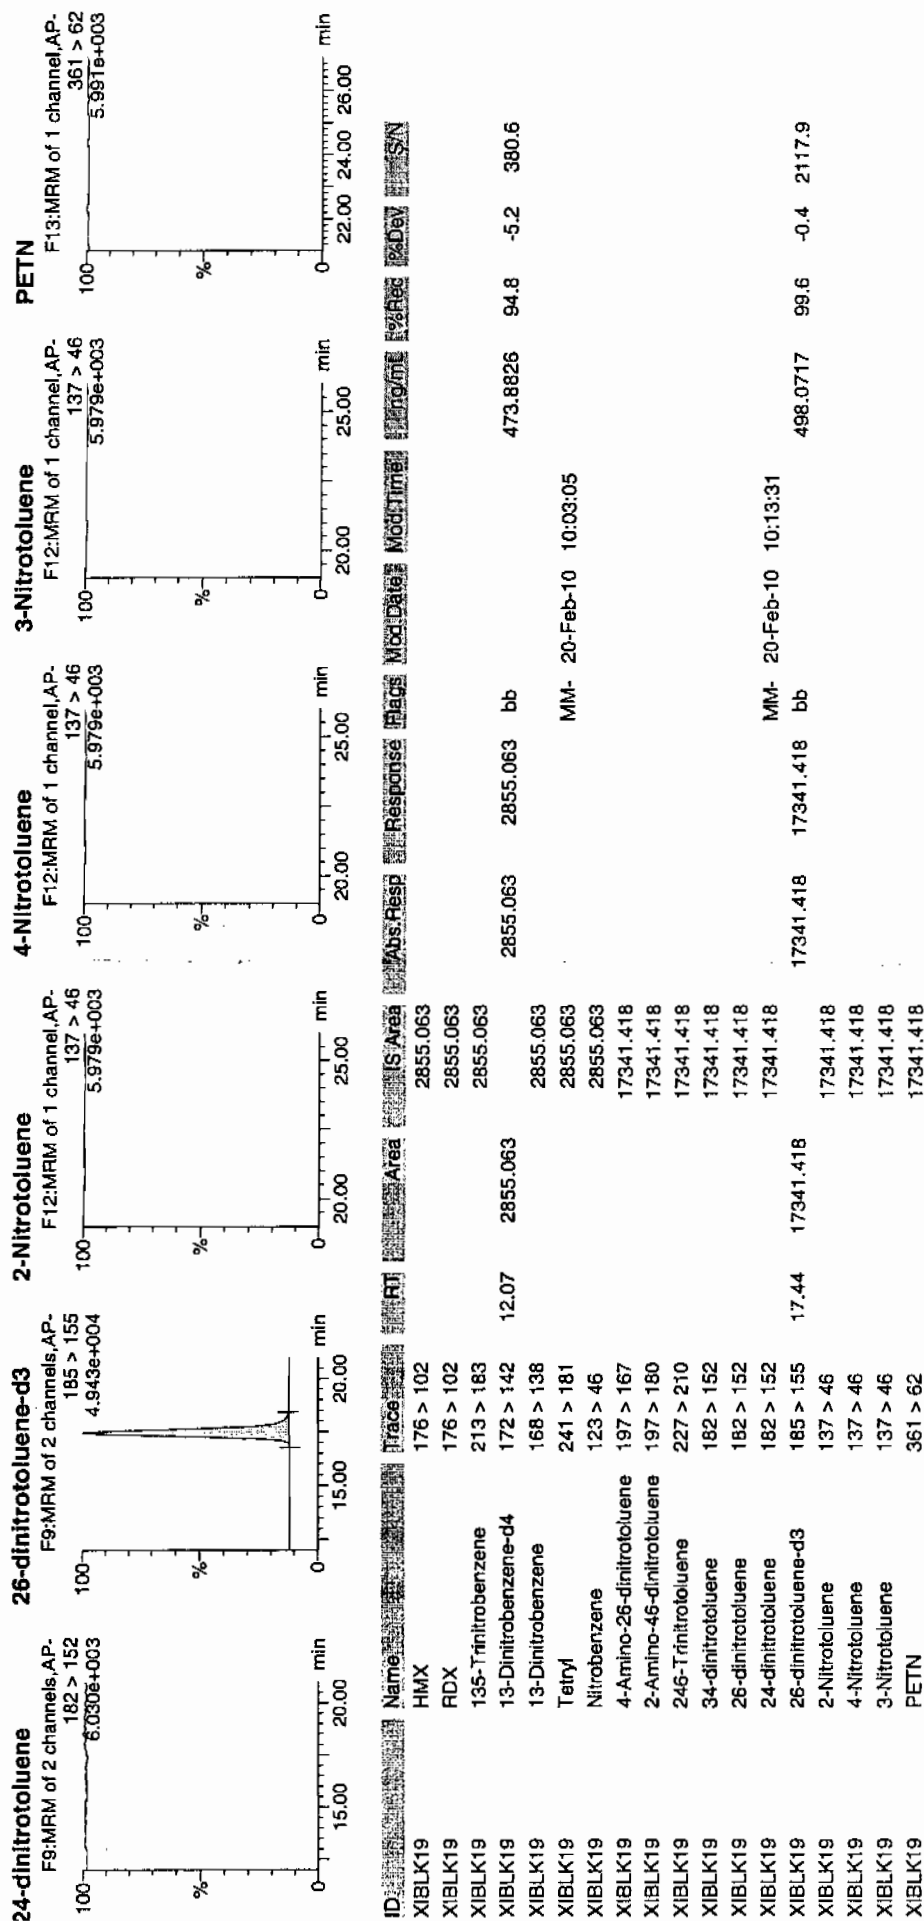 24-dinitrotoluene
F9:MRM of 2 channels,AP-
182 > 152
6.030e+003
100
%
0
15.00 20.00 min
26-dinitrotoluene-d3
F9:MRM of 2 channels,AP-
185 > 155
4.943e+004
100
%
0
15.00 20.00 min
2-Nitrotoluene
F12:MRM of 1 channel,AP-
137 > 46
5.979e+003
100
%
0
20.00 25.00 min
4-Nitrotoluene
F12:MRM of 1 channel,AP-
137 > 46
5.979e+003
100
%
0
20.00 25.00 min
3-Nitrotoluene
F12:MRM of 1 channel,AP-
137 > 46
5.979e+003
100
%
0
20.00 25.00 min
PETN
F13:MRM of 1 channel,AP-
361 > 62
5.991e+003
100
%
0
22.00 24.00 26.00 min
ID Name Trace RT Area IS Area Abs.Resp Response Flags Mod.Date Mod.Time ng/mL %Rec %Dev S/N
XIBLK19 HMX 176 > 102 2855.063
XIBLK19 RDX 176 > 102 2855.063
XIBLK19 135-Trinitrobenzene 213 > 183 2855.063
XIBLK19 13-Dinitrobenzene-d4 172 > 142 12.07 2855.063 2855.063 2855.063 bb 473.8826 94.8 -5.2 380.6
XIBLK19 13-Dinitrobenzene 168 > 138 2855.063
XIBLK19 Tetryl 241 > 181 2855.063 MM- 20-Feb-10 10:03:05
XIBLK19 Nitrobenzene 123 > 46 2855.063
XIBLK19 4-Amino-26-dinitrotoluene 197 > 167 17341.418
XIBLK19 2-Amino-46-dinitrotoluene 197 > 180 17341.418
XIBLK19 246-Trinitrotoluene 227 > 210 17341.418
XIBLK19 34-dinitrotoluene 182 > 152 17341.418
XIBLK19 26-dinitrotoluene 182 > 152 17341.418
XIBLK19 24-dinitrotoluene 182 > 152 17341.418 MM- 20-Feb-10 10:13:31
XIBLK19 26-dinitrotoluene-d3 185 > 155 17.44 17341.418 17341.418 17341.418 bb 498.0717 99.6 -0.4 2117.9
XIBLK19 2-Nitrotoluene 137 > 46 17341.418
XIBLK19 4-Nitrotoluene 137 > 46 17341.418
XIBLK19 3-Nitrotoluene 137 > 46 17341.418
XIBLK19 PETN 361 > 62 17341.418